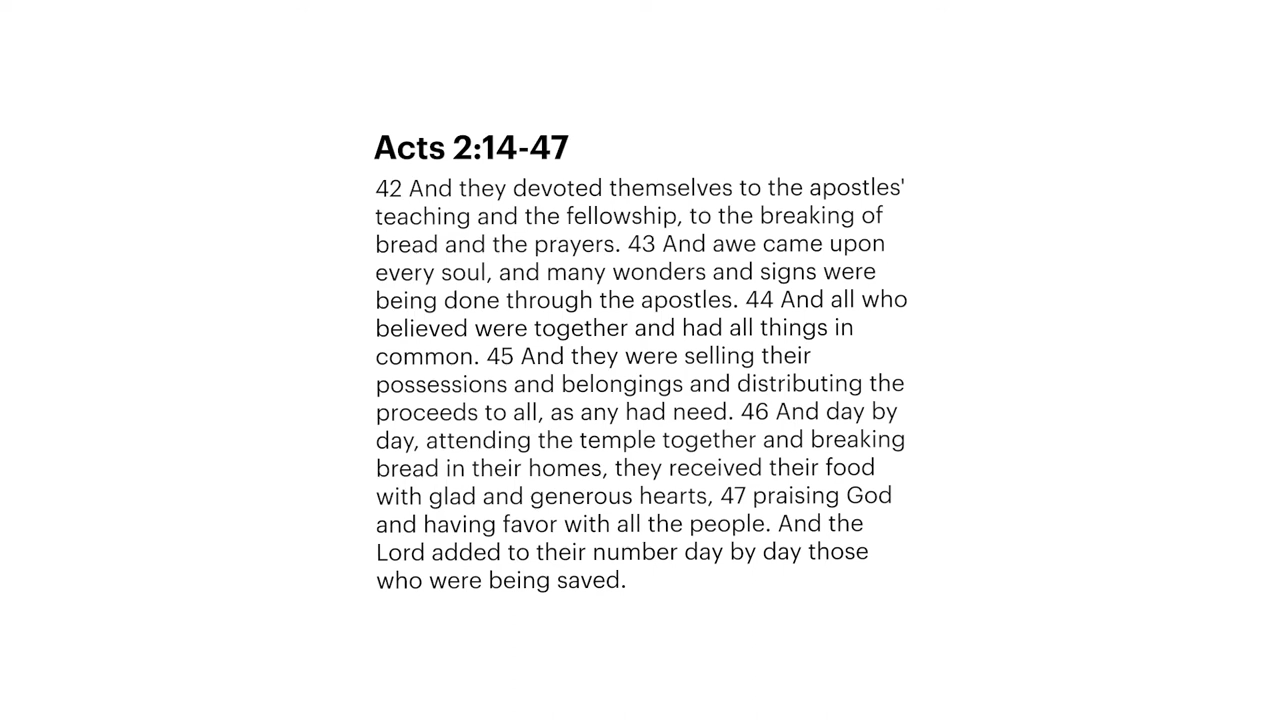 Acts 2:14-47
42 And they devoted themselves to the apostles'
teaching and the fellowship, to the breaking of
bread and the prayers. 43 And awe came upon
every soul, and many wonders and signs were
being done through the apostles. 44 And all who
believed were together and had all things in
common. 45 And they were selling their
possessions and belongings and distributing the
proceeds to all, as any had need. 46 And day by
day, attending the temple together and breaking
bread in their homes, they received their food
with glad and generous hearts, 47 praising God
and having favor with all the people. And the
Lord added to their number day by day those
who were being saved.